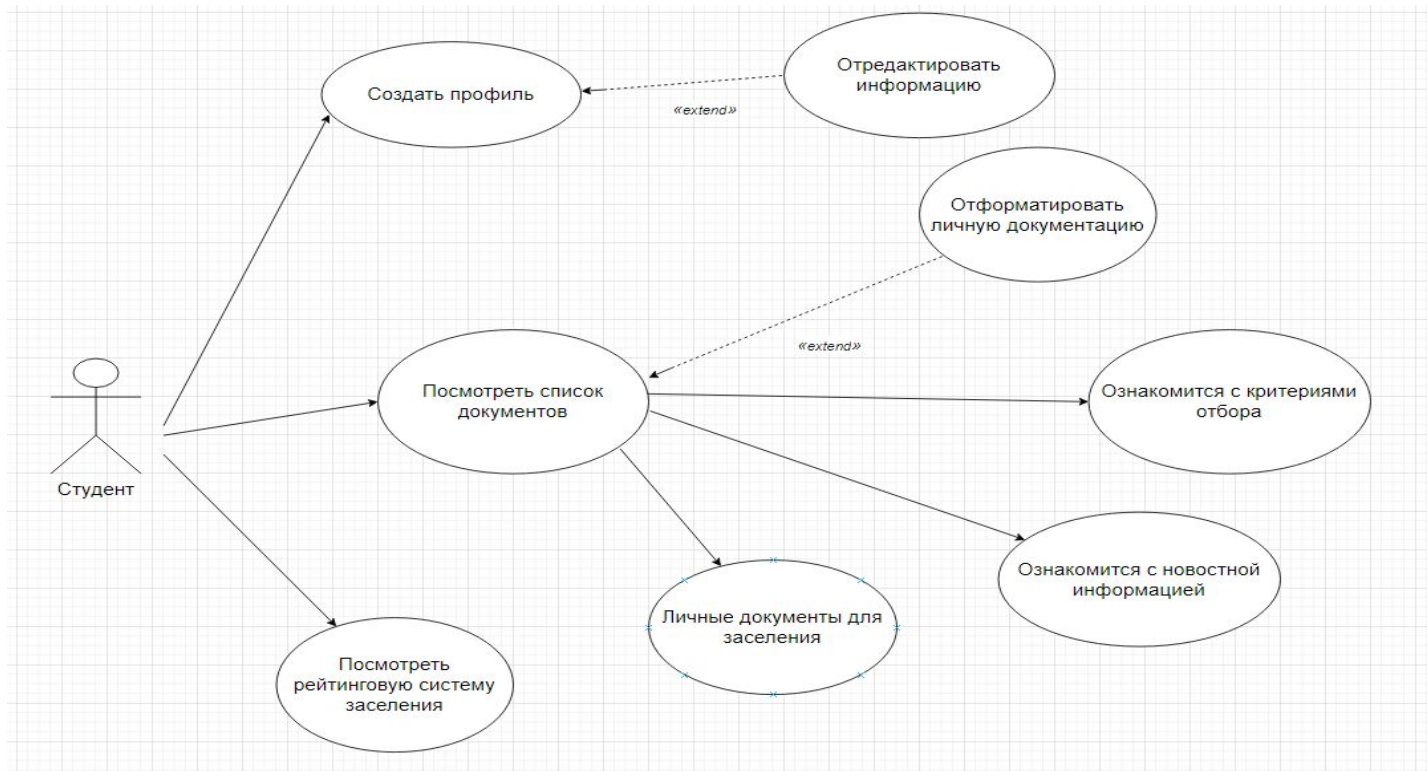 Создать профиль
Отредактировать
информацию
«extend»
Отформатировать
личную документацию
«extend»
Посмотреть список
документов
Ознакомится с критериями
отбора
Студент
Ознакомится с новостной
информацией
Личные документы для
заселения
Посмотреть
рейтинговую систему
заселения